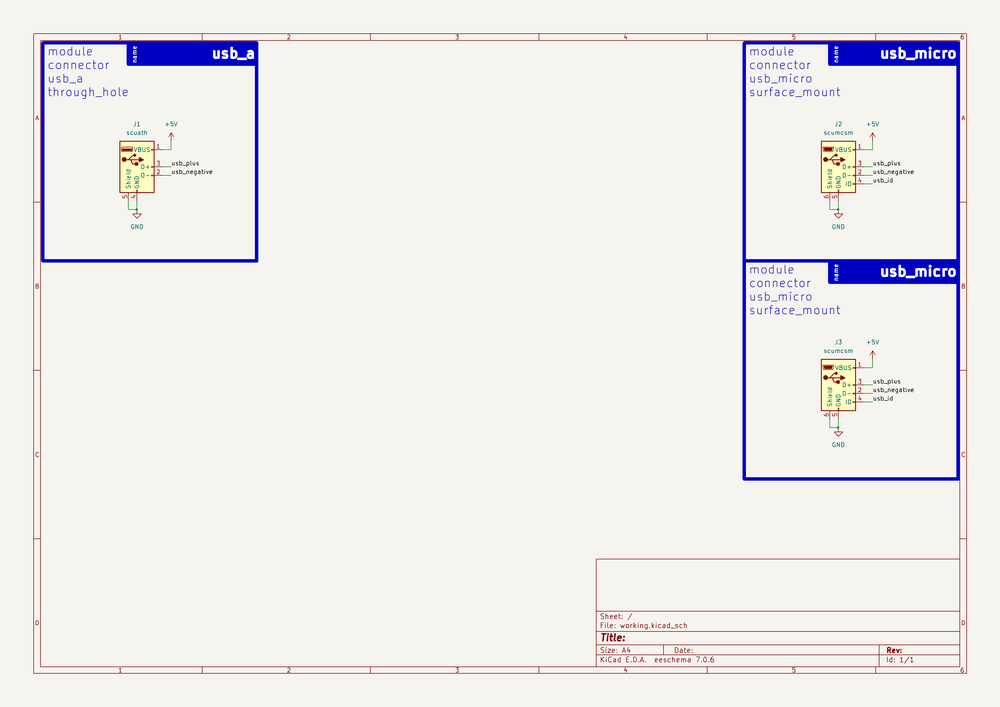 1 2 3 4 5 6
A
B
C
D
name usb_a
module
connector
usb_a
through_hole
J1
scuath
+5V
VBUS 1
D+ 3 usb_plus
D- 2 usb_negative
Shield GND
5 4
GND
name usb_micro
module
connector
usb_micro
surface_mount
J2
scumcsm
+5V
VBUS 1
D+ 3 usb_plus
D- 2 usb_negative
ID 4 usb_id
Shield GND
6 5
GND
name usb_micro
module
connector
usb_micro
surface_mount
J3
scumcsm
+5V
VBUS 1
D+ 3 usb_plus
D- 2 usb_negative
ID 4 usb_id
Shield GND
6 5
GND
A
B
C
D
Sheet: /
File: working.kicad_sch
Title:
Size: A4 Date: Rev:
KiCad E.D.A. eeschema 7.0.6 Id: 1/1
1 2 3 4 5 6